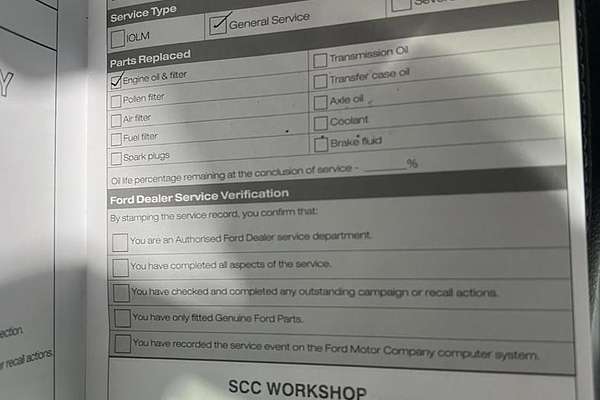 Service Type
IOLM
General Service
Parts Replaced
Engine oil & filter
Transmission Oil
Pollen filter
Transfer case oil
Air filter
Axle oil
Fuel filter
Coolant
Spark plugs
Brake fluid
Oil life percentage remaining at the conclusion of service - ______%
Ford Dealer Service Verification
By stamping the service record, you confirm that:
You are an Authorised Ford Dealer service department.
You have completed all aspects of the service.
You have checked and completed any outstanding campaign or recall actions.
You have only fitted Genuine Ford Parts.
You have recorded the service event on the Ford Motor Company computer system.
SCC WORKSHOP
Y
recall actions.